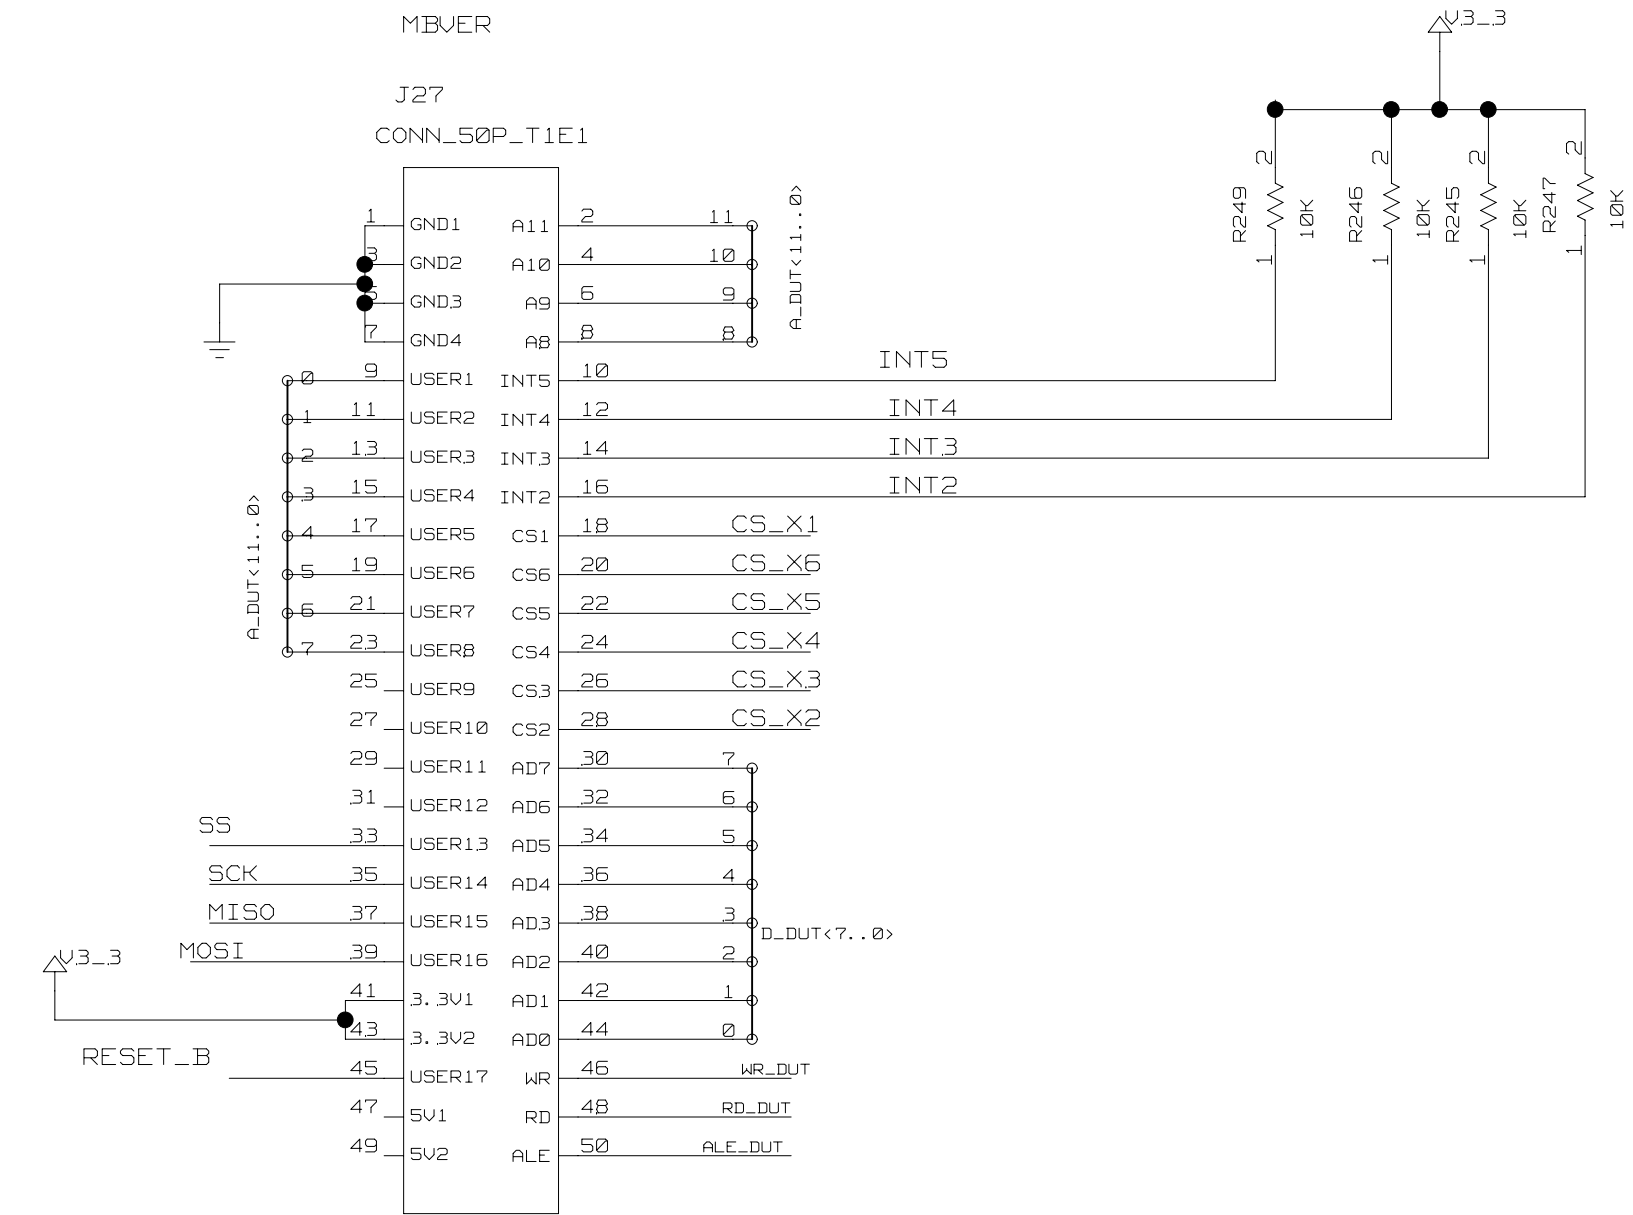 MBVER
V3_3
J27
CONN_50P_T1E1
2 2 2 2
R249 10K R246 10K R245 10K R247 10K
1 1 1 1
A_DUT<11..0>
1 GND1 A11 2 11
3 GND2 A10 4 10
5 GND3 A9 6 9
7 GND4 A8 8 8
0 9 USER1 INT5 10 INT5
1 11 USER2 INT4 12 INT4
2 13 USER3 INT3 14 INT3
3 15 USER4 INT2 16 INT2
A_DUT<11..0>
4 17 USER5 CS1 18 CS_X1
5 19 USER6 CS6 20 CS_X6
6 21 USER7 CS5 22 CS_X5
7 23 USER8 CS4 24 CS_X4
25 USER9 CS3 26 CS_X3
27 USER10 CS2 28 CS_X2
29 USER11 AD7 30 7
31 USER12 AD6 32 6
SS 33 USER13 AD5 34 5
SCK 35 USER14 AD4 36 4
MISO 37 USER15 AD3 38 3
D_DUT<7..0>
MOSI 39 USER16 AD2 40 2
V3_3
41 3.3V1 AD1 42 1
43 3.3V2 AD0 44 0
RESET_B 45 USER17 WR 46 WR_DUT
47 5V1 RD 48 RD_DUT
49 5V2 ALE 50 ALE_DUT